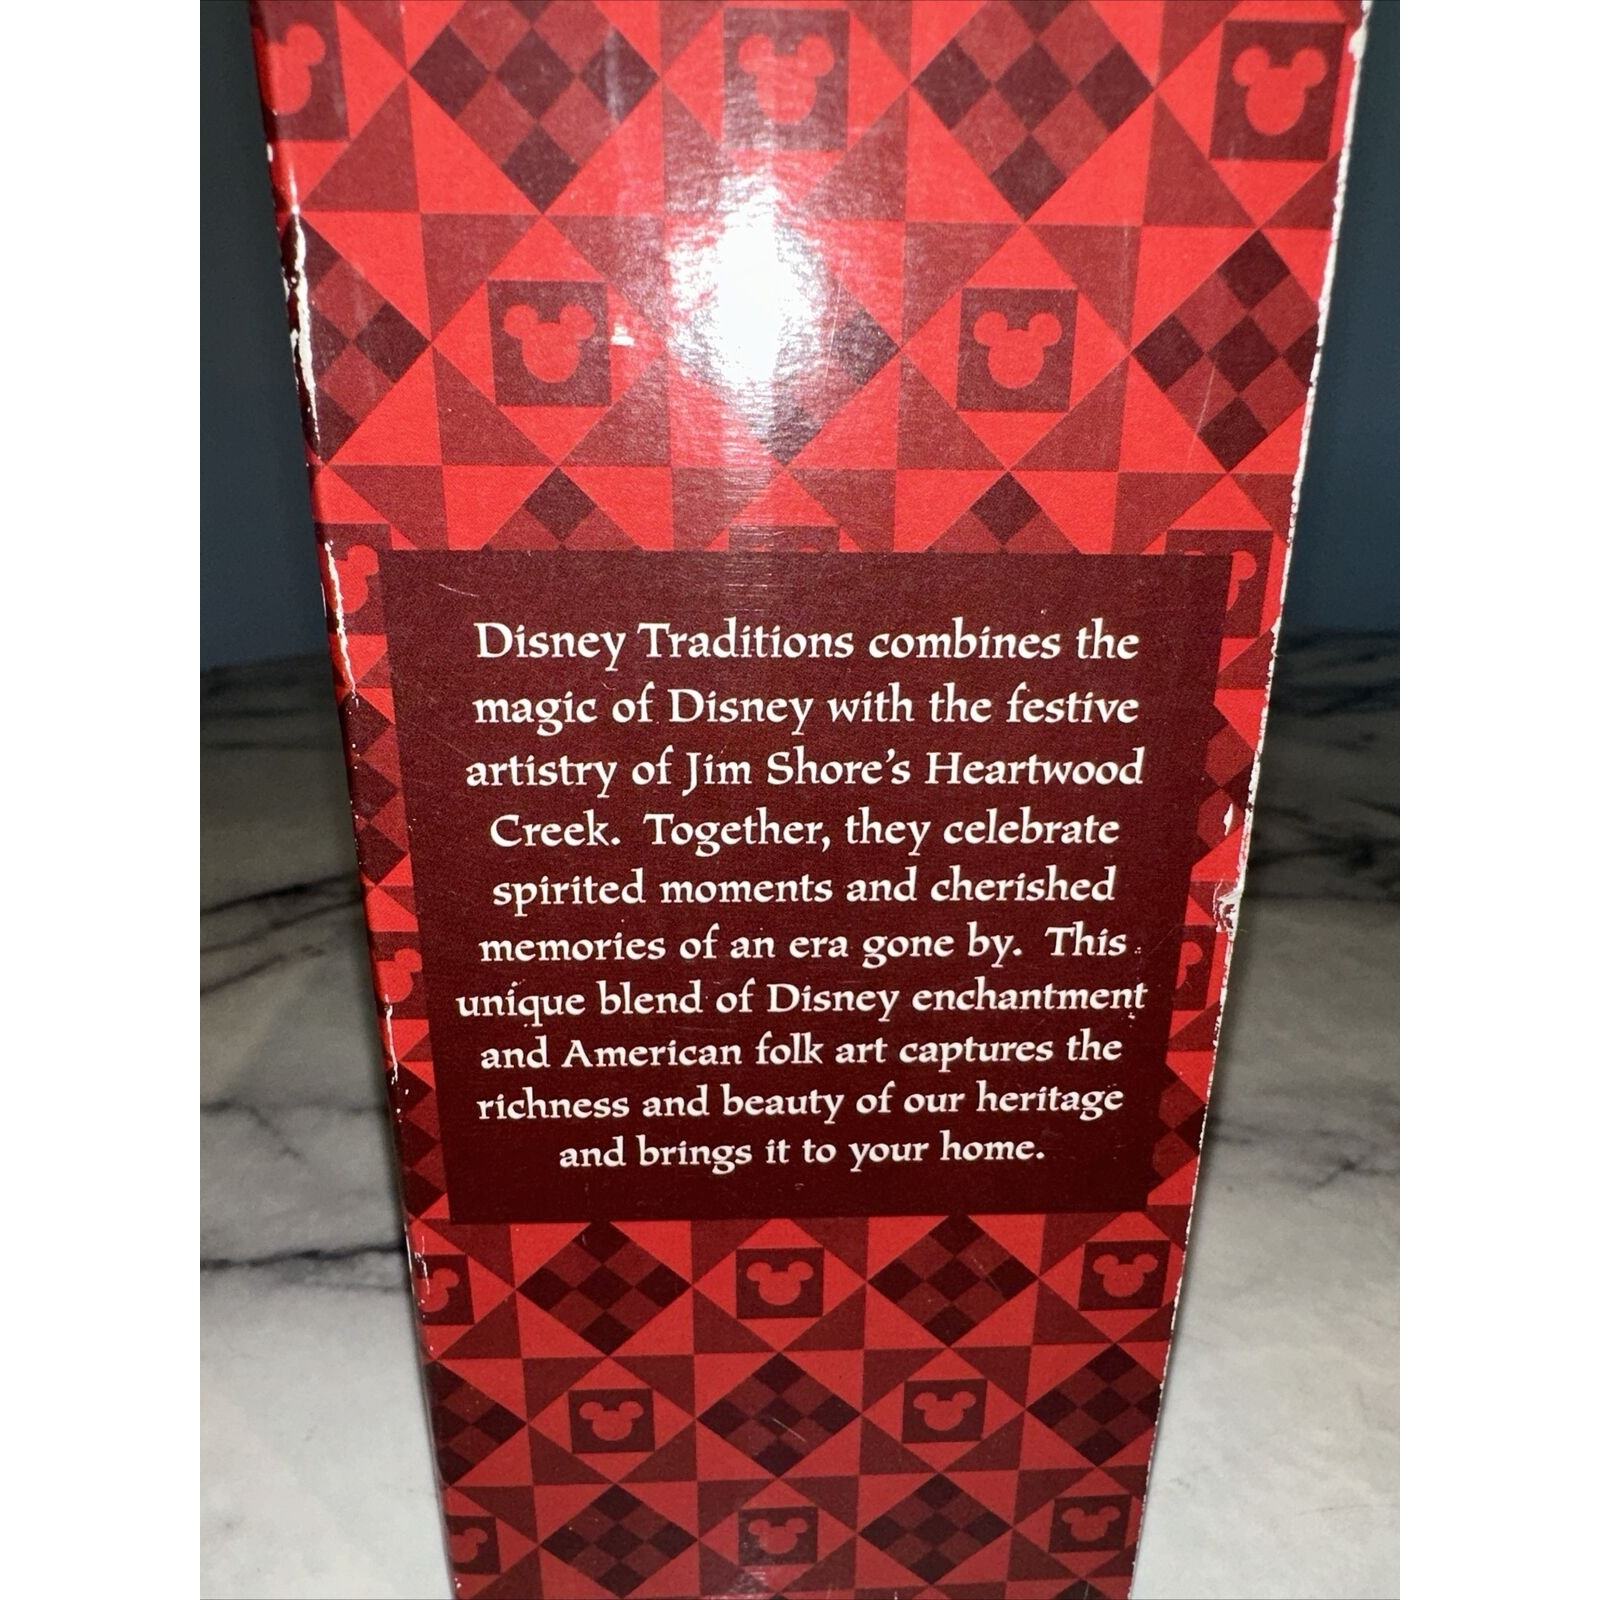 Disney Traditions combines the
magic of Disney with the festive
artistry of Jim Shore's Heartwood
Creek. Together, they celebrate
spirited moments and cherished
memories of an era gone by. This
unique blend of Disney enchantment
and American folk art captures the
richness and beauty of our heritage
and brings it to your home.